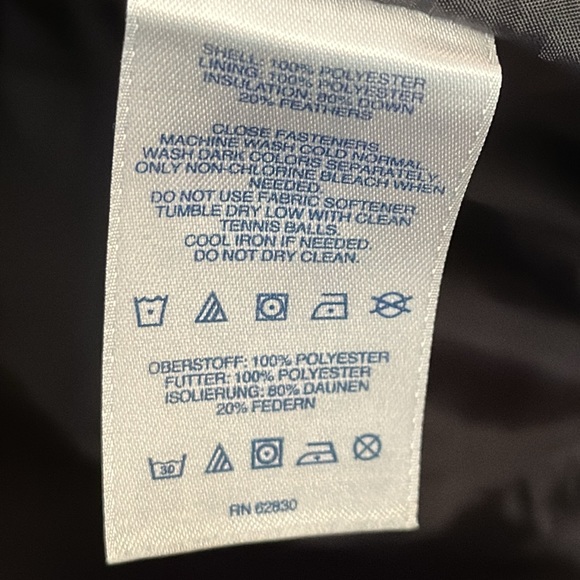 SHELL: 100% POLYESTER
LINING: 100% POLYESTER
INSULATION: 80% DOWN
20% FEATHERS
CLOSE FASTENERS
MACHINE WASH COLD NORMAL.
WASH DARK COLORS SEPARATELY.
ONLY NON-CHLORINE BLEACH WHEN
NEEDED.
DO NOT USE FABRIC SOFTENER.
TUMBLE DRY LOW WITH CLEAN
TENNIS BALLS.
COOL IRON IF NEEDED.
DO NOT DRY CLEAN.
OBERSTOFF: 100% POLYESTER
FUTTER: 100% POLYESTER
ISOLIERUNG: 80% DAUNEN
20% FEDERN
30
RN 62830